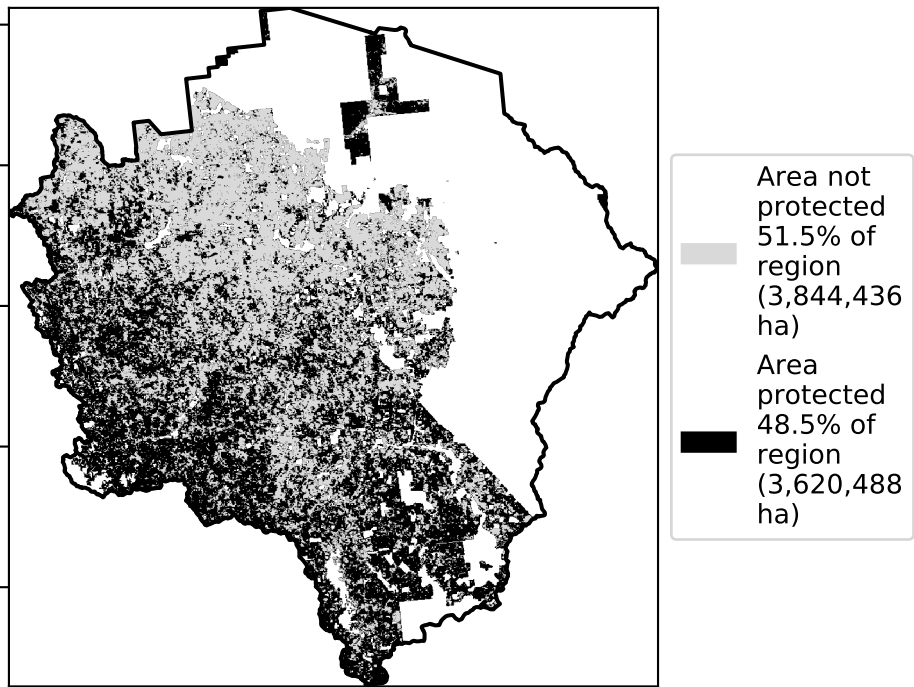 Area not
protected
51.5% of
region
(3,844,436
ha)
Area
protected
48.5% of
region
(3,620,488
ha)